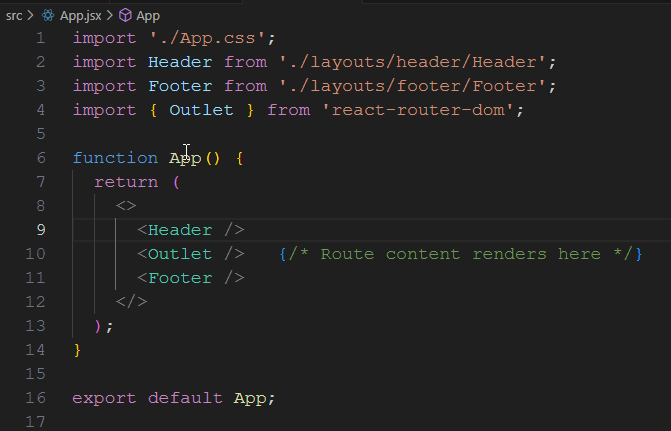 src > App.jsx > App
1 import './App.css';
2 import Header from './layouts/header/Header';
3 import Footer from './layouts/footer/Footer';
4 import { Outlet } from 'react-router-dom';
5
6 function App() {
7   return (
8     <>
9       <Header />
10       <Outlet />   {/* Route content renders here */}
11       <Footer />
12     </>
13   );
14 }
15
16 export default App;
17